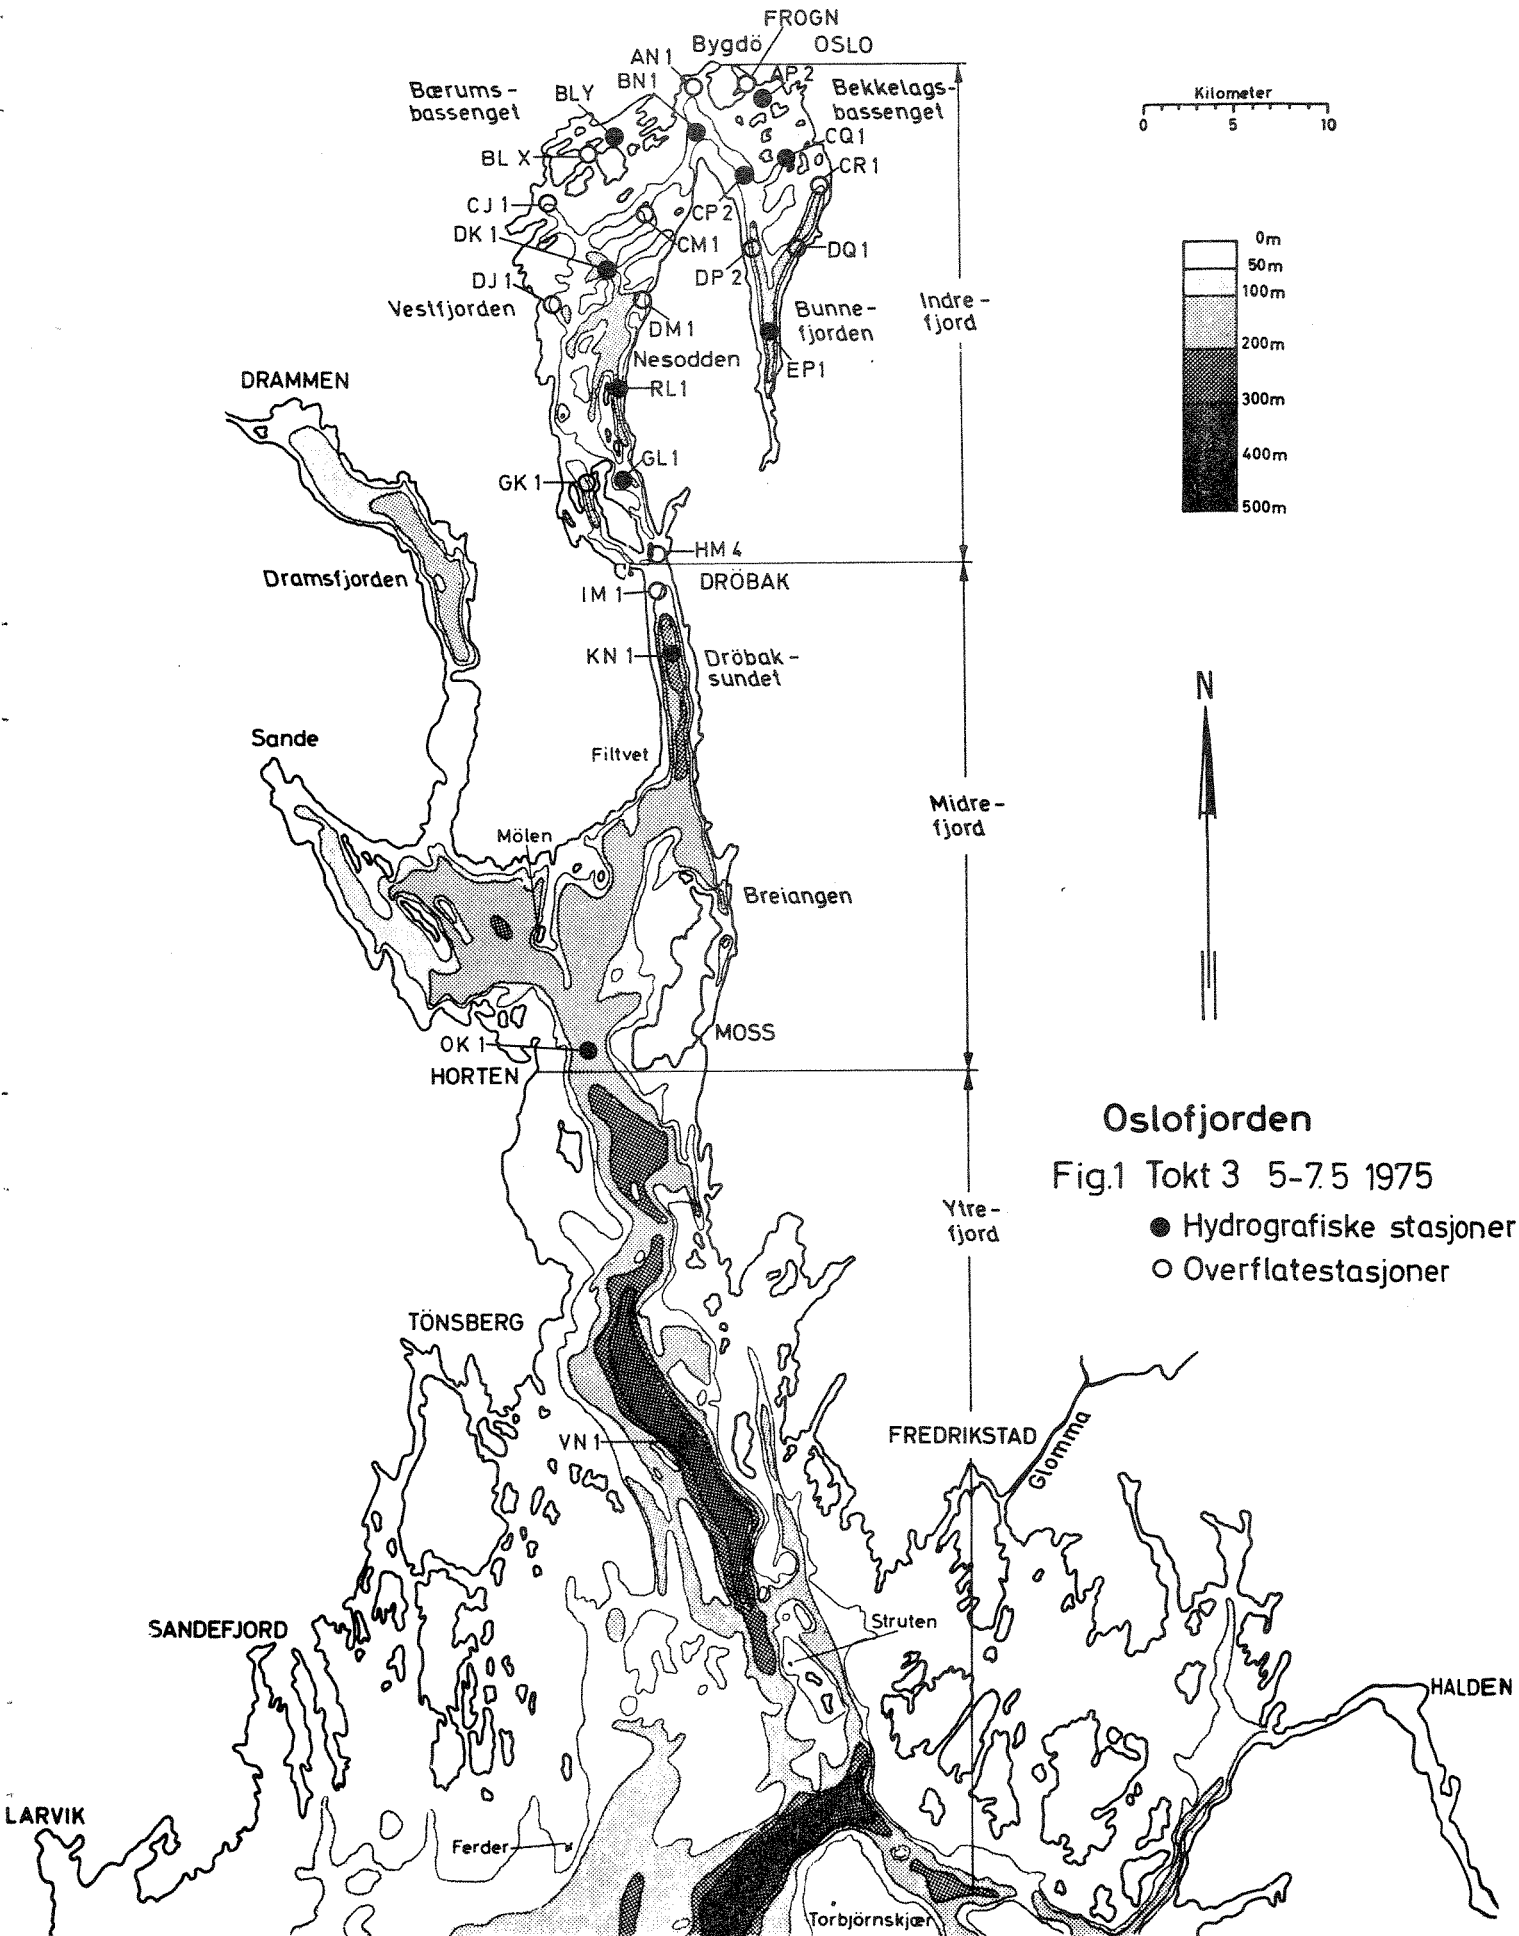 FROGN
Bygdö OSLO
AN 1
BN 1
AP 2
Bærums-
bassenget
BLY
Bekkelags-
bassenget
Kilometer
0 5 10
CQ 1
BL X
CR 1
CJ 1
CP 2
DK 1
CM 1
DQ 1
DP 2
DJ 1
Vestfjorden
DM 1
Bunne-
fjorden
Indre-
fjord
0m
50m
100m
200m
300m
400m
500m
Nesodden
EP 1
RL 1
DRAMMEN
GL 1
GK 1
HM 4
DRÖBAK
IM 1
Dramsfjorden
KN 1
Dröbak-
sundet
N
Sande
Filtvet
Midre-
fjord
Mölen
Breiangen
MOSS
OK 1
HORTEN
Oslofjorden
Fig.1 Tokt 3 5-7.5 1975
Hydrografiske stasjoner
Overflatestasjoner
Ytre-
fjord
TÖNSBERG
VN 1
FREDRIKSTAD
Glomma
Struten
SANDEFJORD
HALDEN
LARVIK
Ferder
Torbjörnskjær